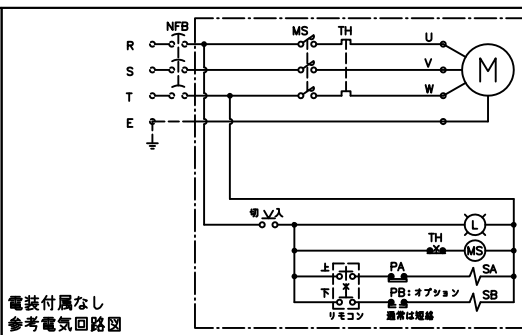 NFB
MS TH
R U
S V
T W
E
M
切 入
L
TH
MS
上 PA SA
下 PB:オプション SB
リモコン 通常は短絡
電装付属なし
参考電気回路図